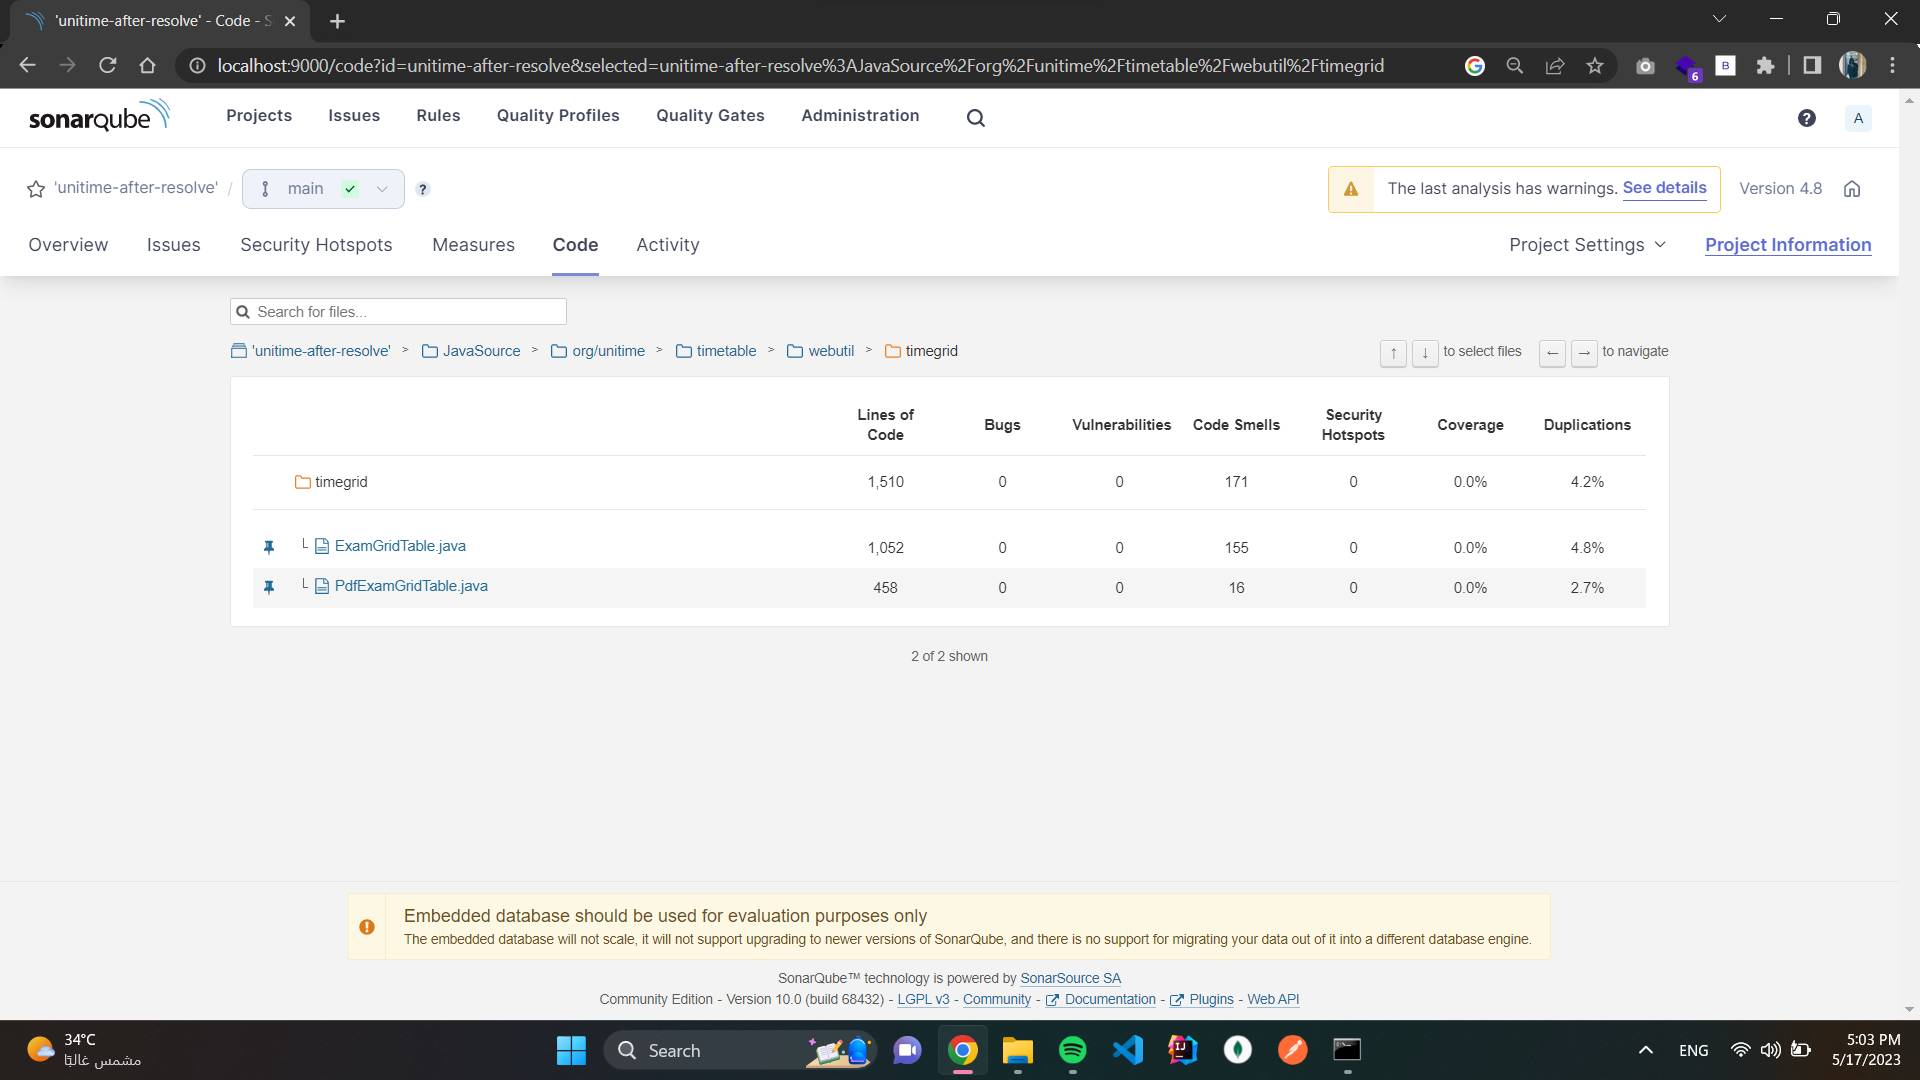 'unitime-after-resolve' - Code - S
localhost:9000/code?id=unitime-after-resolve&selected=unitime-after-resolve%3AJavaSource%2Forg%2Funitime%2Ftimetable%2Fwebutil%2Ftimegrid
6
B
sonarqube
Projects Issues Rules Quality Profiles Quality Gates Administration
?
A
'unitime-after-resolve' / main ?
The last analysis has warnings. See details
Version 4.8
Overview Issues Security Hotspots Measures Code Activity
Project Settings Project Information
Search for files...
'unitime-after-resolve' > JavaSource > org/unitime > timetable > webutil > timegrid
↑ ↓ to select files ← → to navigate
Lines of Code Bugs Vulnerabilities Code Smells Security Hotspots Coverage Duplications
timegrid 1,510 0 0 171 0 0.0% 4.2%
ExamGridTable.java 1,052 0 0 155 0 0.0% 4.8%
PdfExamGridTable.java 458 0 0 16 0 0.0% 2.7%
2 of 2 shown
Embedded database should be used for evaluation purposes only
The embedded database will not scale, it will not support upgrading to newer versions of SonarQube, and there is no support for migrating your data out of it into a different database engine.
SonarQube™ technology is powered by SonarSource SA
Community Edition - Version 10.0 (build 68432) - LGPL v3 - Community - Documentation - Plugins - Web API
34°C
مشمس غالبًا
Search
IJ
ENG
5:03 PM
5/17/2023